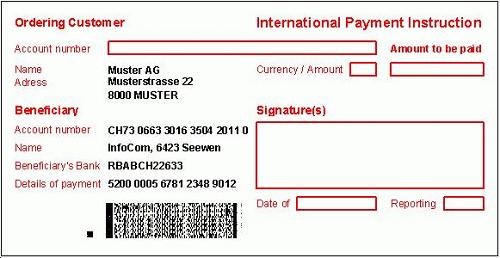 Ordering Customer
International Payment Instruction
Account number
Amount to be paid
Name Muster AG
Currency / Amount
Adress Musterstrasse 22
8000 MUSTER
Beneficiary
Signature(s)
Account number CH73 0663 3016 3504 2011 0
Name InfoCom, 6423 Seewen
Beneficiary's Bank RBABCH22633
Details of payment 5200 0005 6781 2348 9012
Date of
Reporting